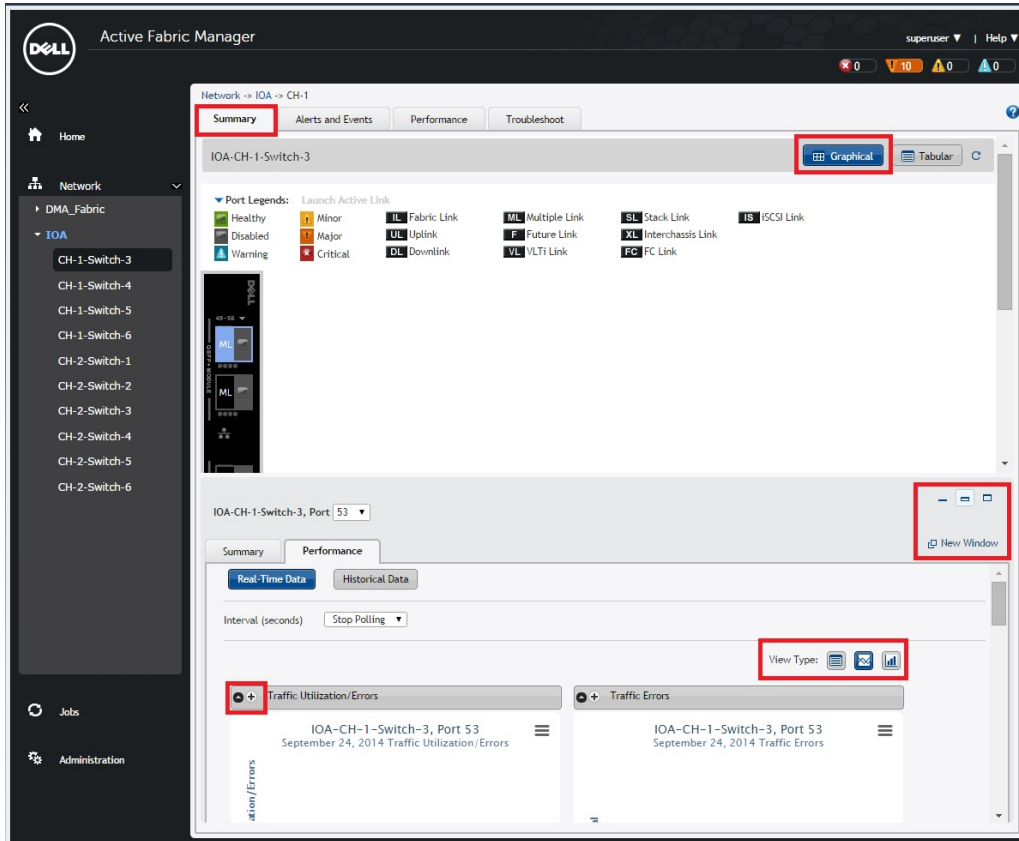 DELL
Active Fabric Manager
superuser ▼ | Help ▼
0 10 0 0
Network -> IOA -> CH-1
Summary Alerts and Events Performance Troubleshoot
Home
Network
DMA_Fabric
IOA
CH-1-Switch-3
CH-1-Switch-4
CH-1-Switch-5
CH-1-Switch-6
CH-2-Switch-1
CH-2-Switch-2
CH-2-Switch-3
CH-2-Switch-4
CH-2-Switch-5
CH-2-Switch-6
Jobs
Administration
IOA-CH-1-Switch-3
Graphical Tabular
Port Legends: Launch Active Link
Healthy Minor IL Fabric Link ML Multiple Link SL Stack Link IS iSCSI Link
Disabled Major UL Uplink F Future Link XL Interchassis Link
Warning Critical DL Downlink VL VLTi Link FC FC Link
DELL
49-56
ML
QSFP+ MODULE
ML
IOA-CH-1-Switch-3, Port 53
New Window
Summary Performance
Real-Time Data Historical Data
Interval (seconds) Stop Polling
View Type:
Traffic Utilization/Errors
IOA-CH-1-Switch-3, Port 53
September 24, 2014 Traffic Utilization/Errors
ation/Errors
Traffic Errors
IOA-CH-1-Switch-3, Port 53
September 24, 2014 Traffic Errors